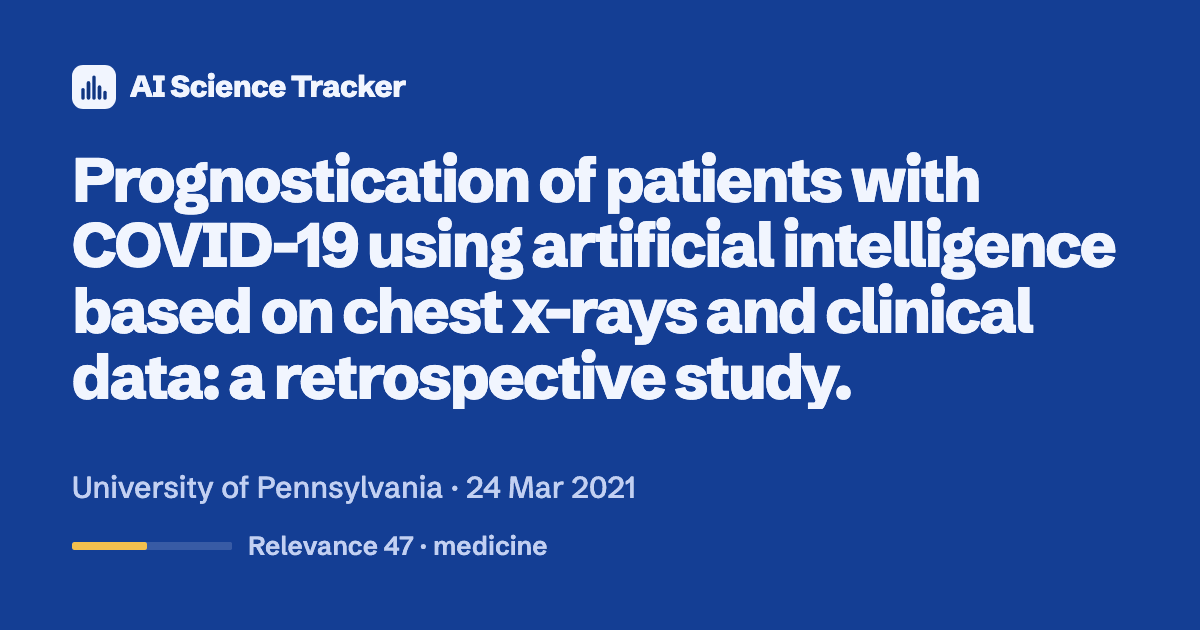 AI Science Tracker
Prognostication of patients with
COVID-19 using artificial intelligence
based on chest x-rays and clinical
data: a retrospective study.
University of Pennsylvania · 24 Mar 2021
Relevance 47 · medicine